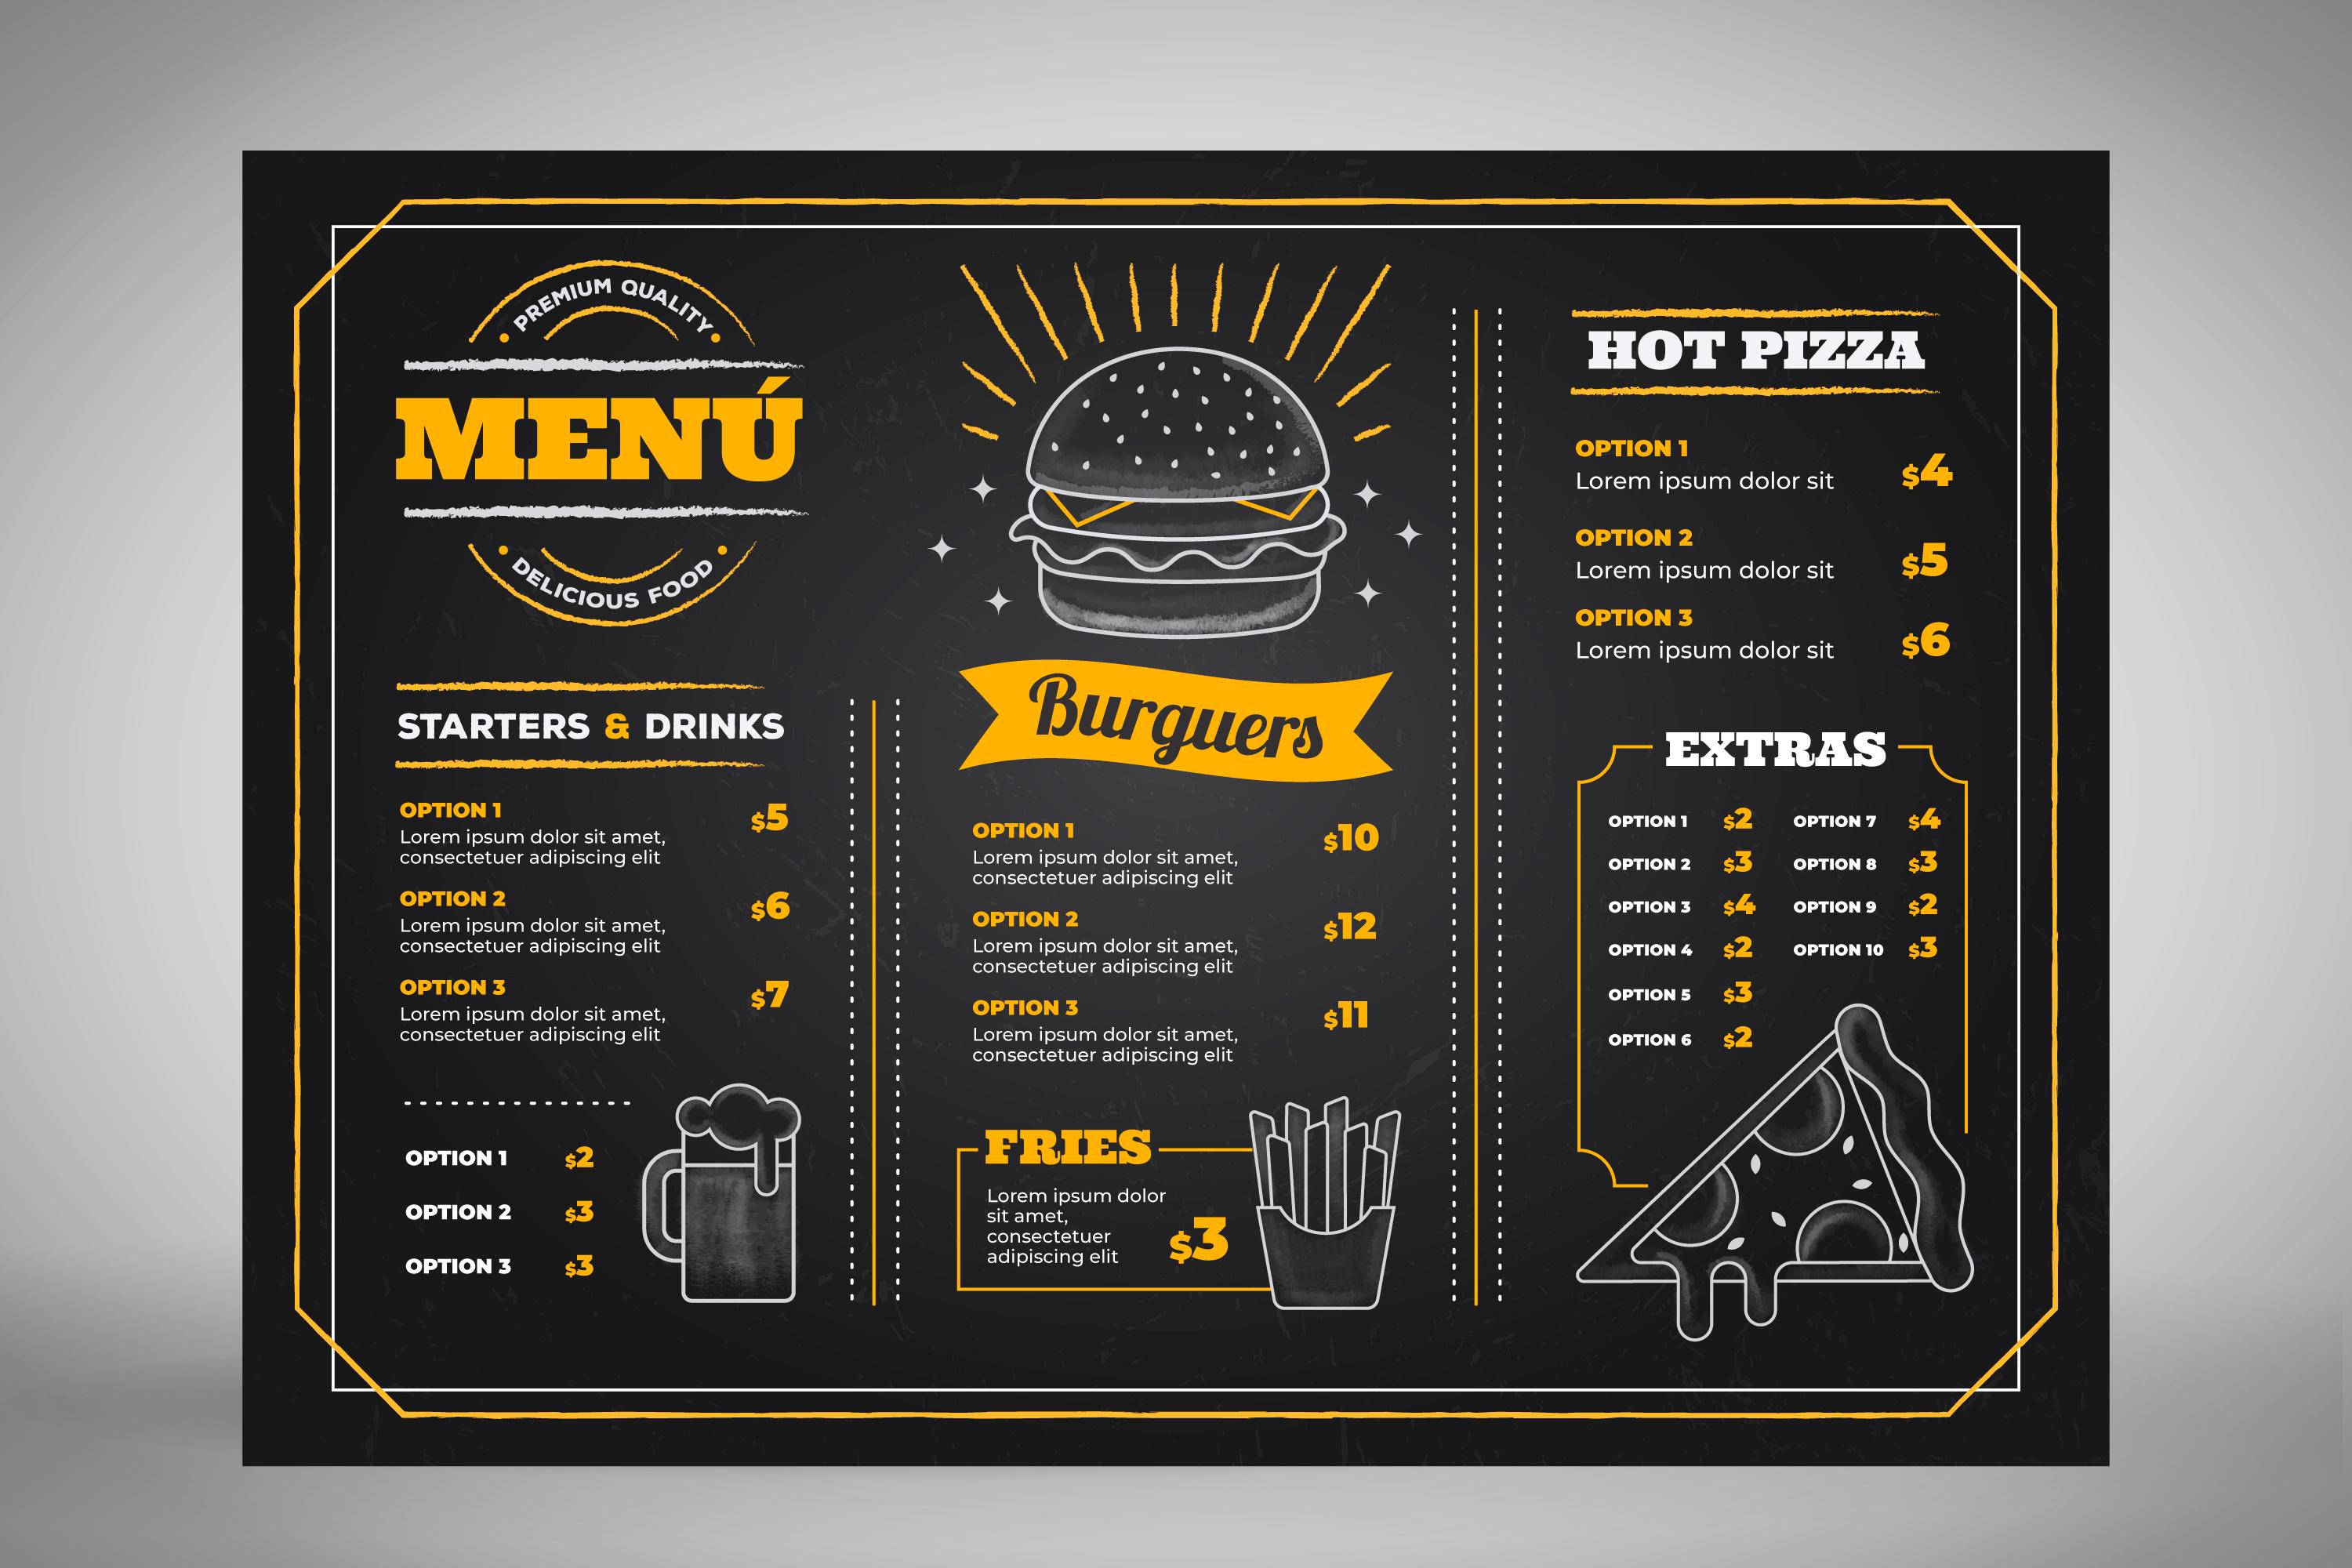 PREMIUM QUALITY
MENÚ
DELICIOUS FOOD
STARTERS & DRINKS
OPTION 1 $5
Lorem ipsum dolor sit amet,
consectetuer adipiscing elit
OPTION 2 $6
Lorem ipsum dolor sit amet,
consectetuer adipiscing elit
OPTION 3 $7
Lorem ipsum dolor sit amet,
consectetuer adipiscing elit
OPTION 1 $2
OPTION 2 $3
OPTION 3 $3
Burguers
OPTION 1 $10
Lorem ipsum dolor sit amet,
consectetuer adipiscing elit
OPTION 2 $12
Lorem ipsum dolor sit amet,
consectetuer adipiscing elit
OPTION 3 $11
Lorem ipsum dolor sit amet,
consectetuer adipiscing elit
FRIES
Lorem ipsum dolor
sit amet,
consectetuer
adipiscing elit
$3
HOT PIZZA
OPTION 1
Lorem ipsum dolor sit $4
OPTION 2
Lorem ipsum dolor sit $5
OPTION 3
Lorem ipsum dolor sit $6
EXTRAS
OPTION 1 $2 OPTION 7 $4
OPTION 2 $3 OPTION 8 $3
OPTION 3 $4 OPTION 9 $2
OPTION 4 $2 OPTION 10 $3
OPTION 5 $3
OPTION 6 $2